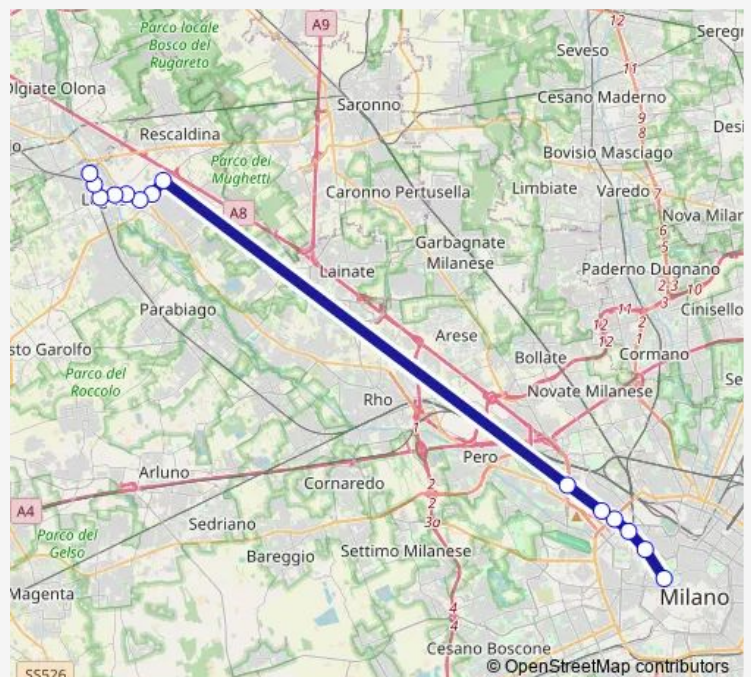 Parco locale
Bosco del
Rugareto
A9
12
Seveso
11
Olgiate Olona
Saronno
Cesano Maderno
9
8
Rescaldina
Bovisio Masciago
Parco dei
Mughetti
Caronno Pertusella
Limbiate
Varedo
7
A8
Nova Milar
6
5
Garbagnate
Milanese
Lainate
Paderno Dugnano
2 3 10
3
Parabiago
11
Cinisello
12
12
2
1
Arese
sto Garolfo
Bollate
Cormano
Parco del
Roccolo
Rho
Novate Milanese
1
Pero
Arluno
Cornaredo
2
2
3a
A4
Sedriano
Parco del
Gelso
Bareggio
Settimo Milanese
Magenta
Milano
4
4
Cesano Boscone
SS526
© OpenStreetMap contributors